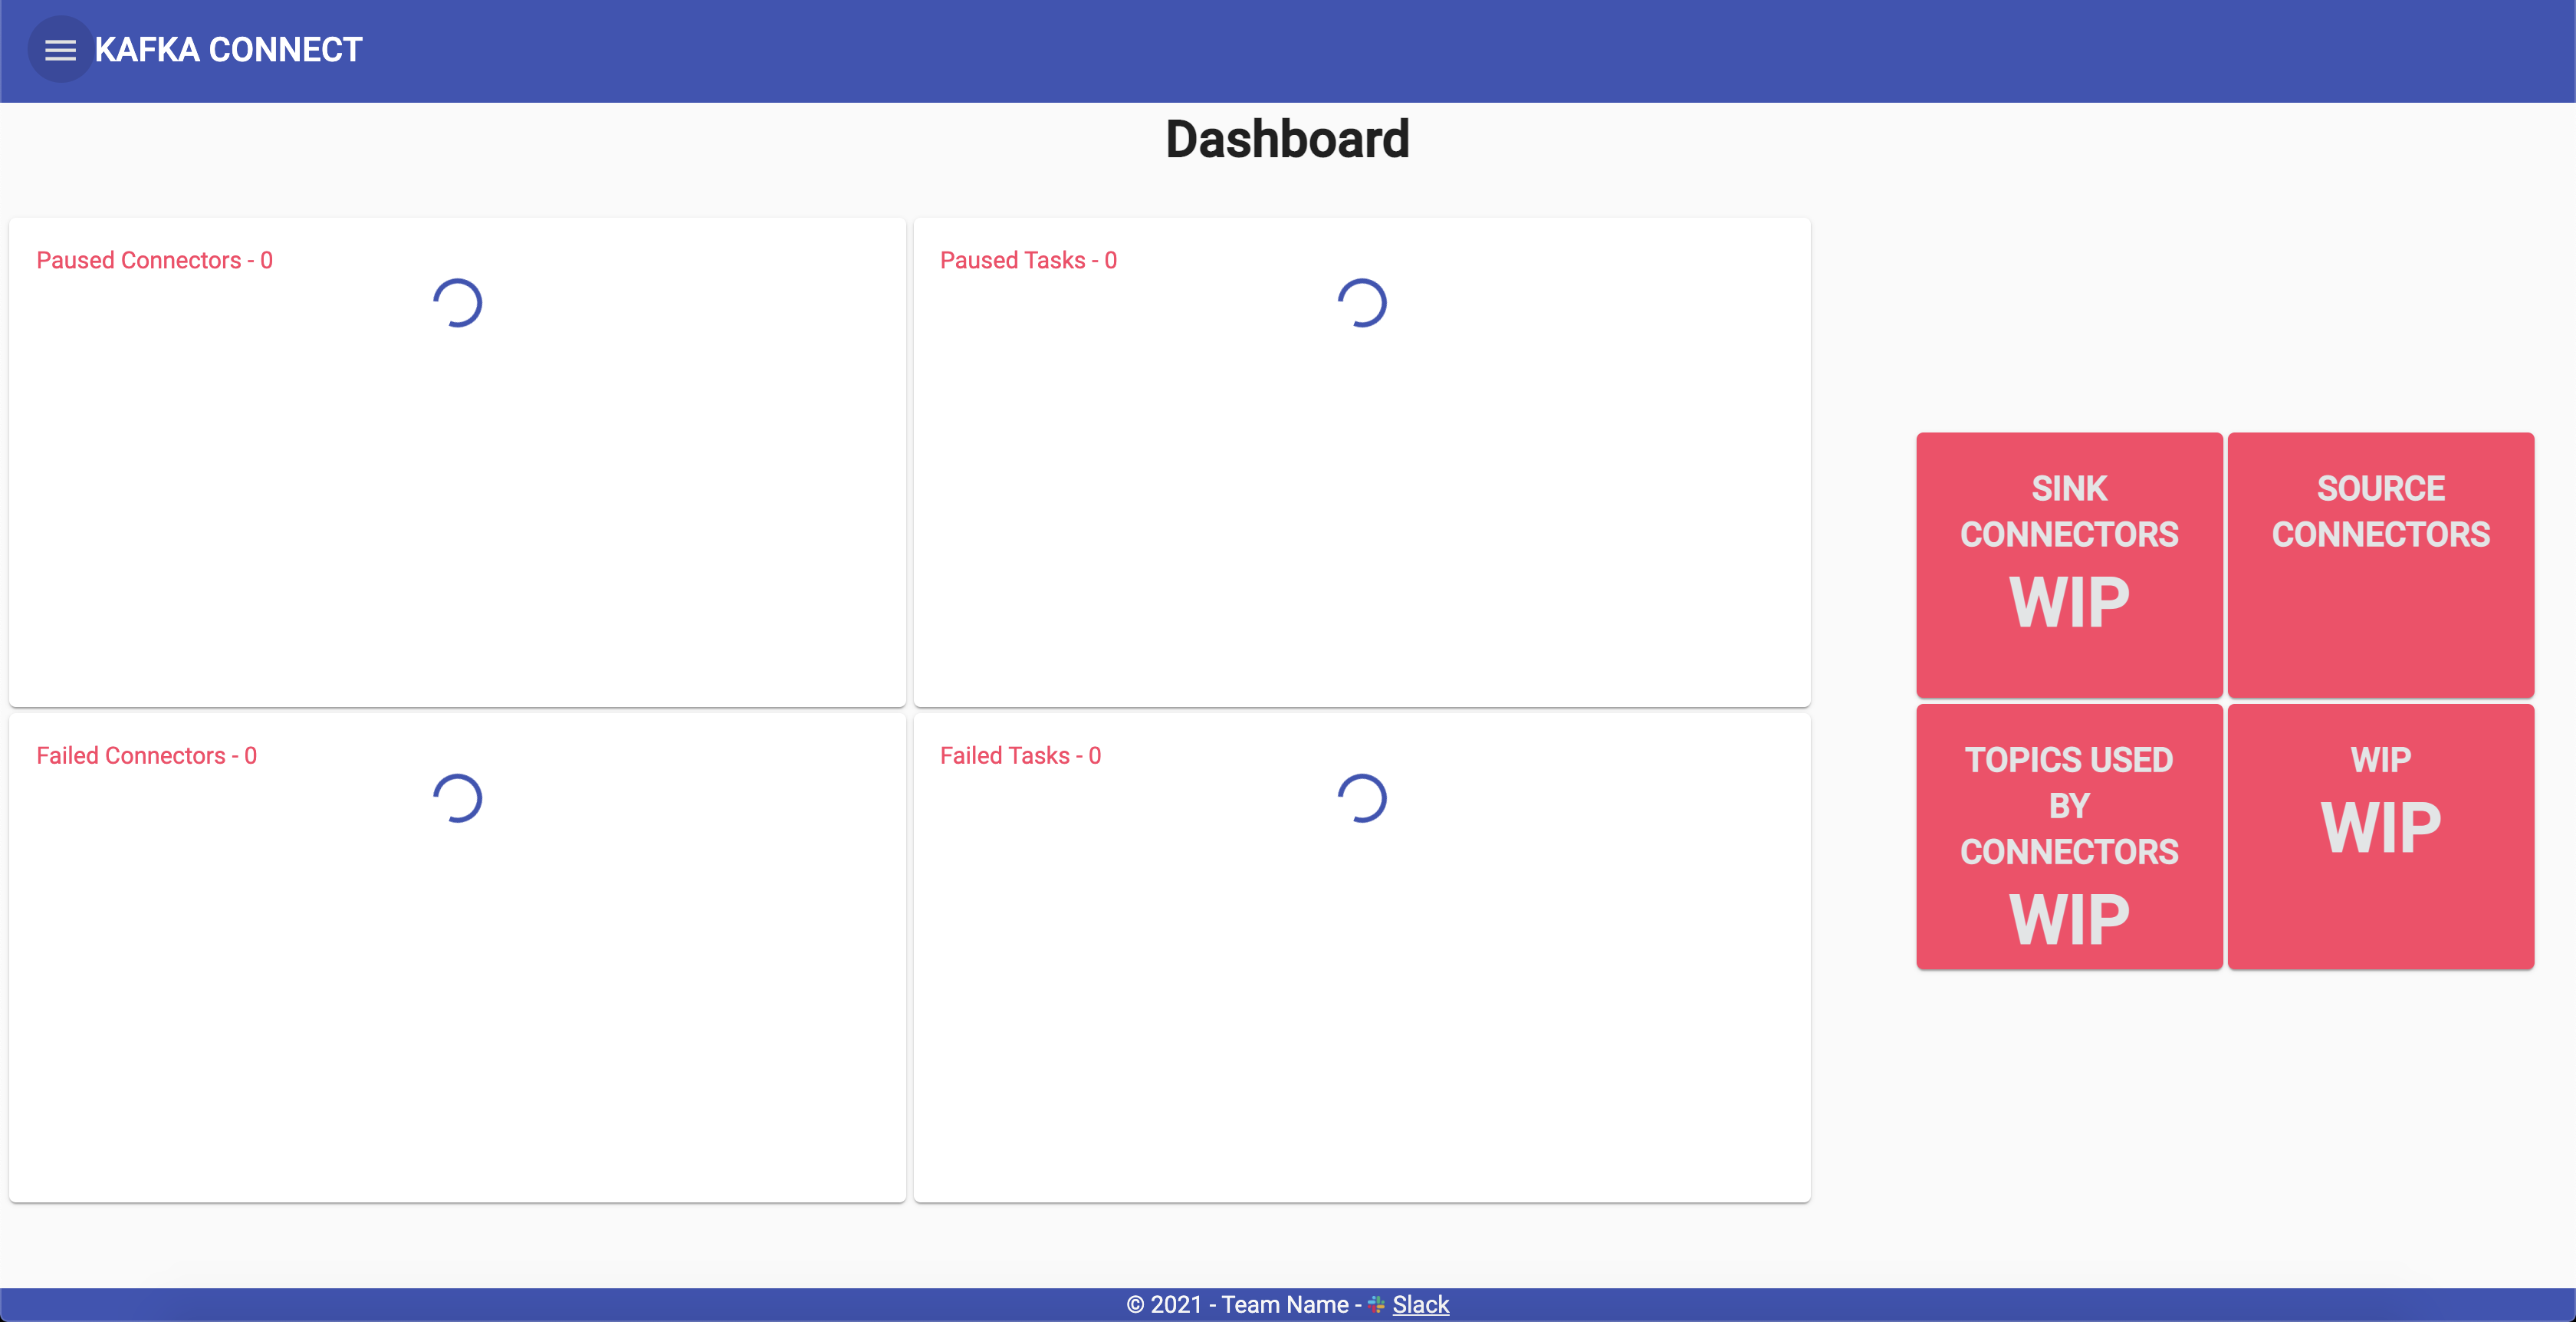 KAFKA CONNECT
Dashboard
Paused Connectors - 0
Paused Tasks - 0
Failed Connectors - 0
Failed Tasks - 0
SINK
CONNECTORS
WIP
SOURCE
CONNECTORS
TOPICS USED
BY
CONNECTORS
WIP
WIP
WIP
© 2021 - Team Name - Slack